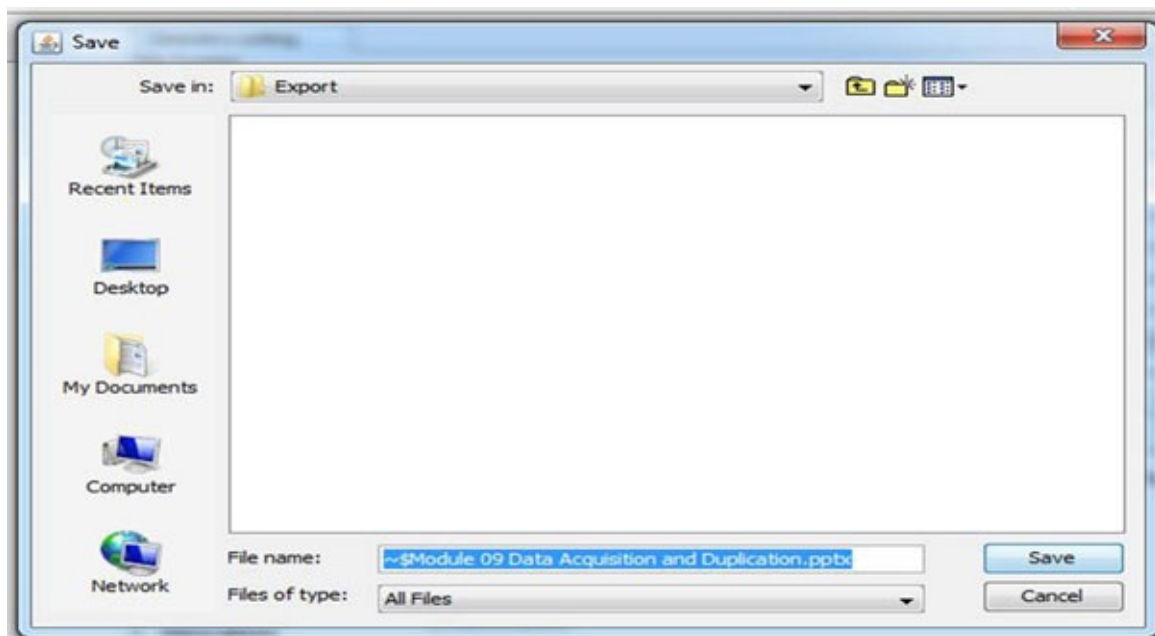 Save
Save in: Export
Recent Items
Desktop
My Documents
Computer
Network
File name: ~$Module 09 Data Acquisition and Duplication.pptx Save
Files of type: All Files Cancel